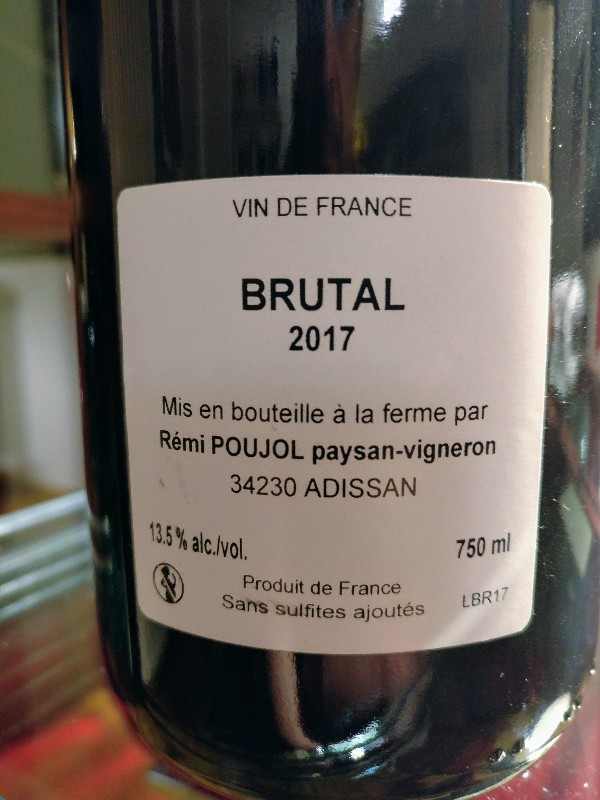 VIN DE FRANCE
BRUTAL
2017
Mis en bouteille à la ferme par
Rémi POUJOL paysan-vigneron
34230 ADISSAN
13.5 % alc./vol.
750 ml
Produit de France
Sans sulfites ajoutés
LBR17